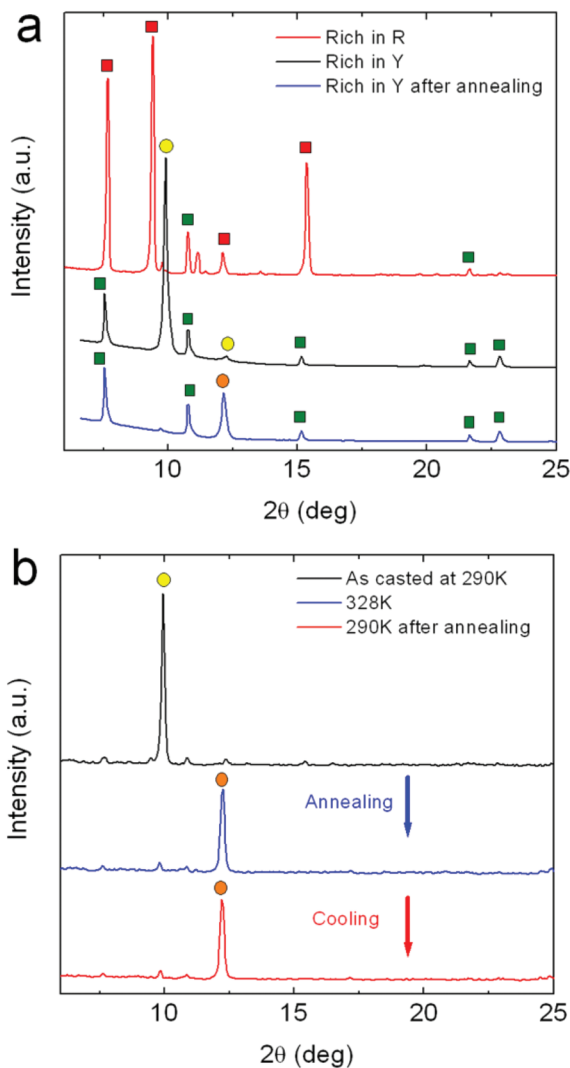 a
Rich in R
Rich in Y
Rich in Y after annealing
Intensity (a.u.)
10 15 20 25
2θ (deg)
b
As casted at 290K
328K
290K after annealing
Intensity (a.u.)
Annealing
Cooling
10 15 20 25
2θ (deg)